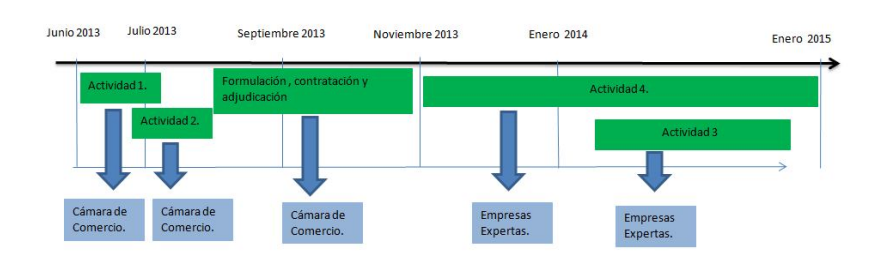 Junio 2013
Julio 2013
Septiembre 2013
Noviembre 2013
Enero 2014
Enero 2015
Actividad 1.
Formulación , contratación y
adjudicación
Actividad 4.
Actividad 2.
Actividad 3
Cámara de
Comercio.
Cámara de
Comercio.
Cámara de
Comercio.
Empresas
Expertas.
Empresas
Expertas.